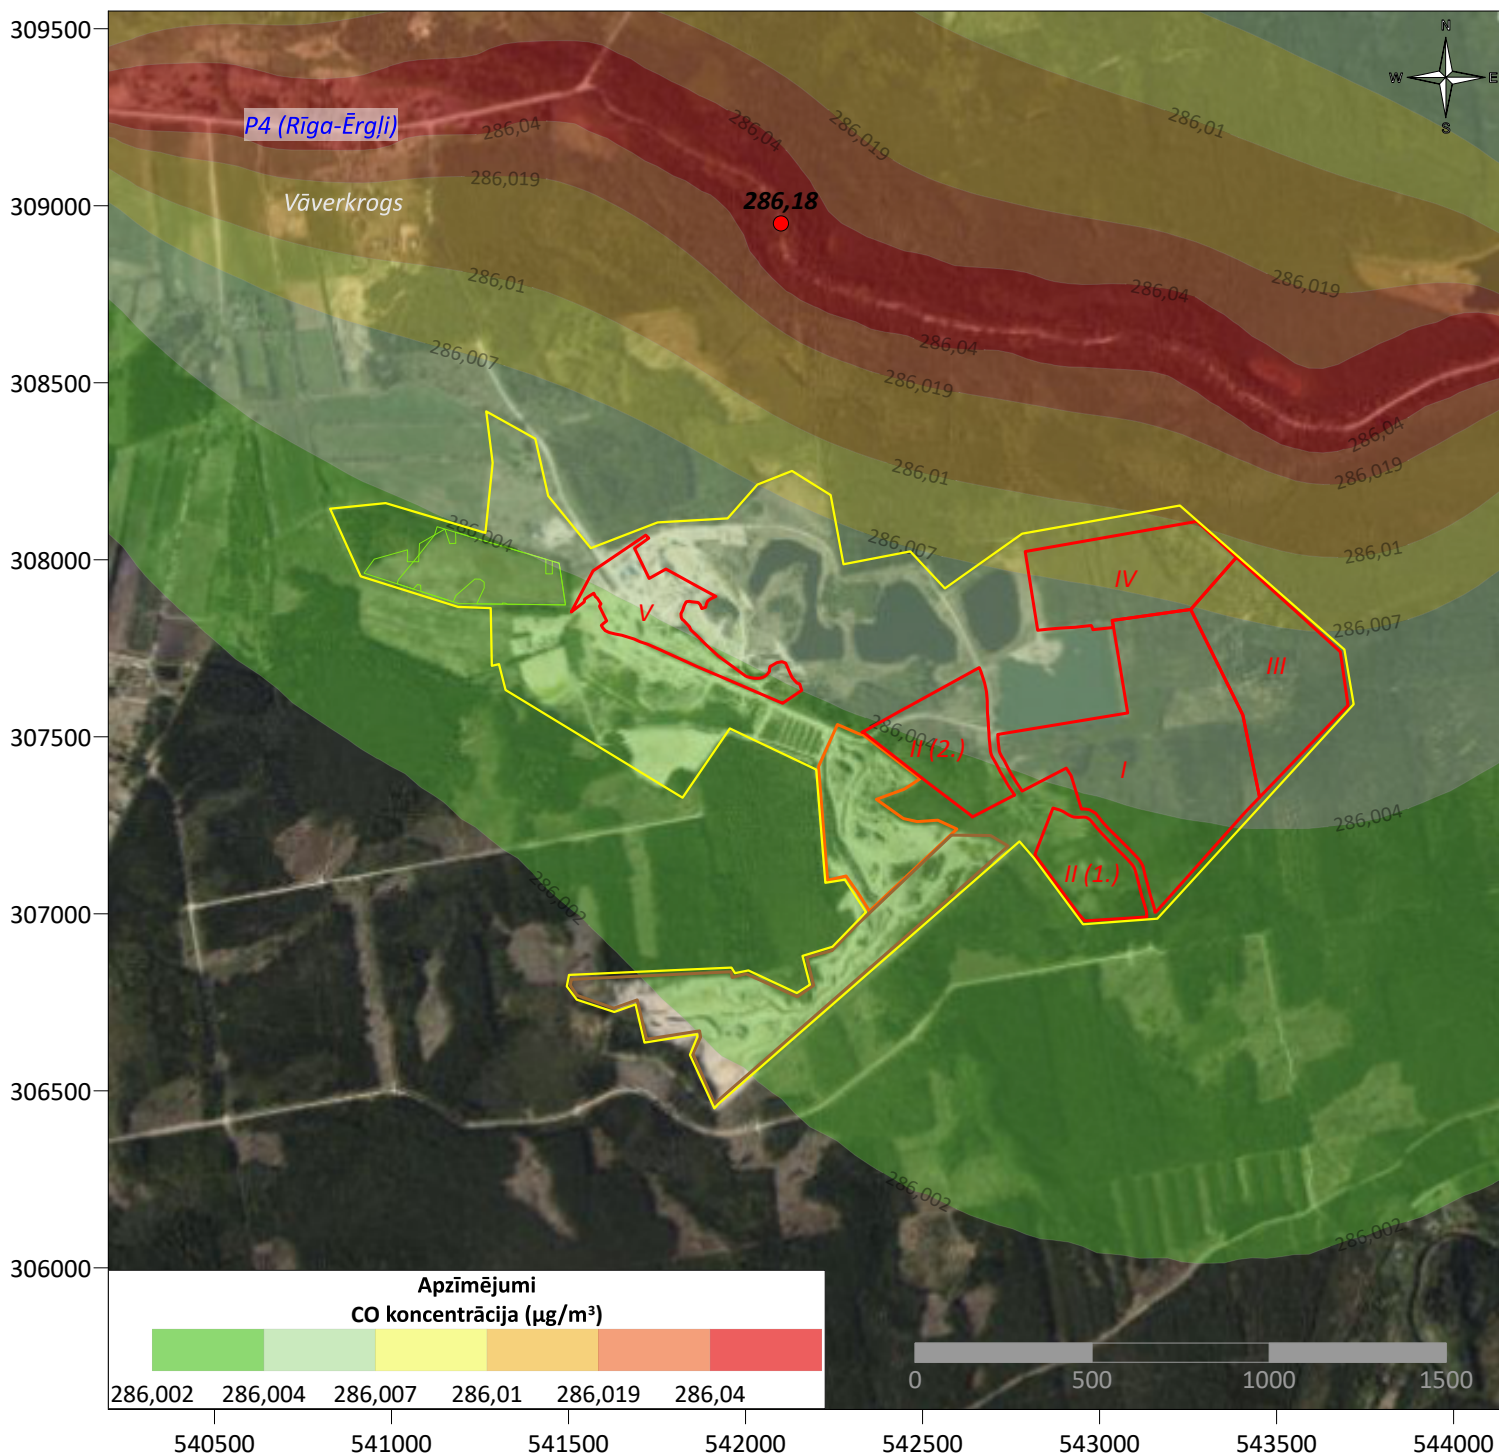 309500
309000
308500
308000
307500
307000
306500
306000
N
W
E
S
P4 (Rīga-Ērgļi)
Vāverkrogs
286,18
286,04
286,04
286,019
286,01
286,019
286,01
286,04
286,019
286,007
286,04
286,019
286,04
286,019
286,01
286,01
286,004
286,007
286,007
286,004
286,004
286,002
286,002
286,002
IV
V
III
II (2.)
I
II (1.)
Apzīmējumi
CO koncentrācija (µg/m³)
286,002 286,004 286,007 286,01 286,019 286,04
0 500 1000 1500
540500 541000 541500 542000 542500 543000 543500 544000